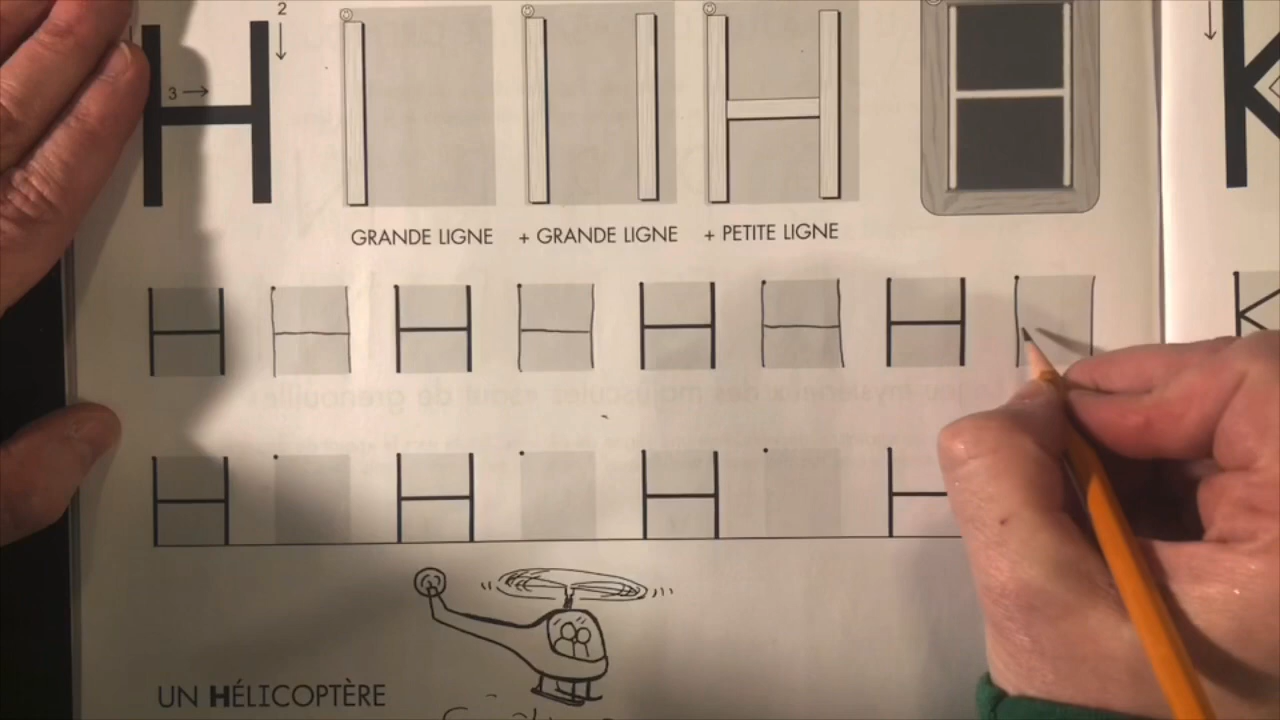 H 2 3 H K
GRANDE LIGNE + GRANDE LIGNE + PETITE LIGNE
H H H H H H H
H H H H
UN HÉLICOPTÈRE